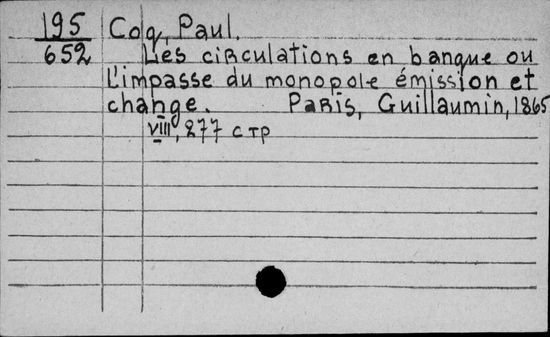 195 Coq, Paul.
652 Les circulations en banque ou
l'impasse du monopole émission et
change. Paris, Guillaumin, 1865
VIII, 277 стр